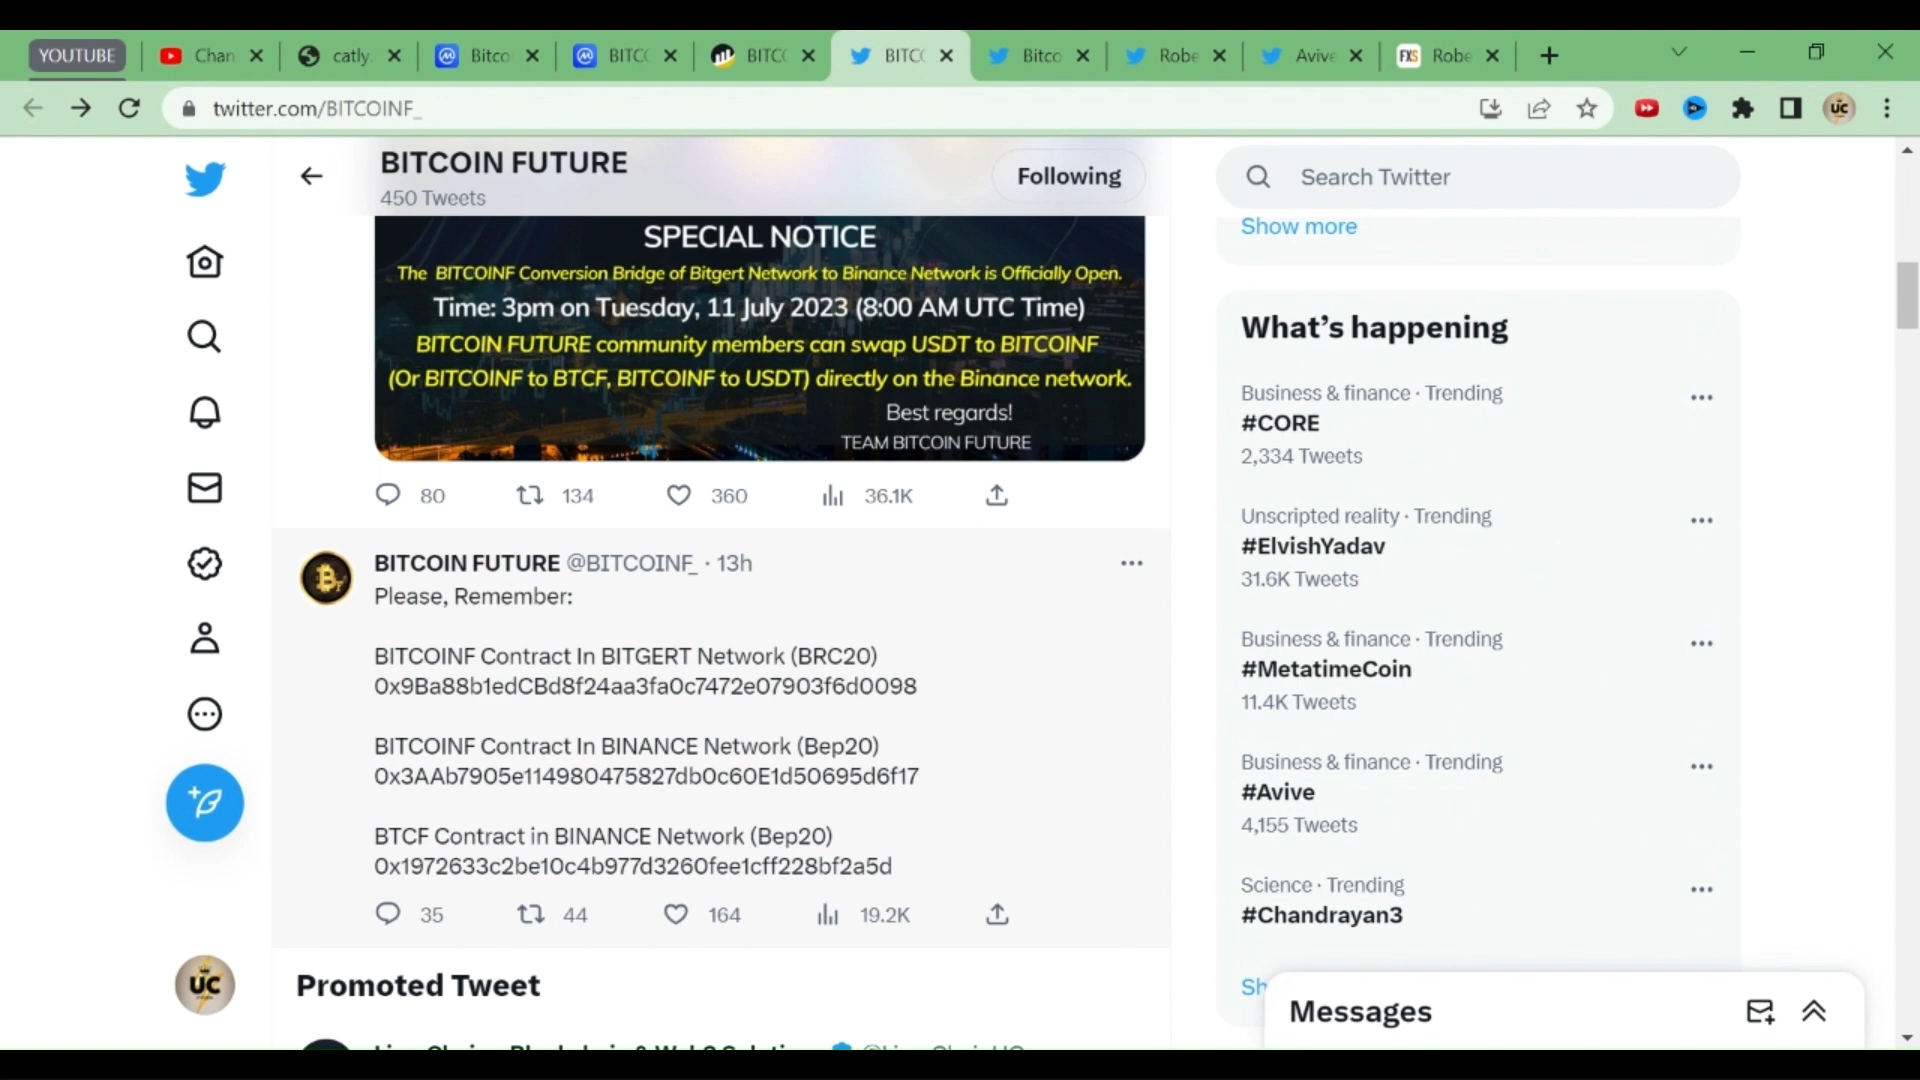 YOUTUBE
Chan
catly.
Bitco
BITC
BITC
BITC
Bitco
Robe
Avive
FXS
Robe
twitter.com/BITCOINF_
UC
BITCOIN FUTURE
450 Tweets
Following
Search Twitter
Show more
SPECIAL NOTICE
The BITCOINF Conversion Bridge of Bitgert Network to Binance Network is Officially Open.
Time: 3pm on Tuesday, 11 July 2023 (8:00 AM UTC Time)
BITCOIN FUTURE community members can swap USDT to BITCOINF
(Or BITCOINF to BTCF, BITCOINF to USDT) directly on the Binance network.
Best regards!
TEAM BITCOIN FUTURE
80 134 360 36.1K
BITCOIN FUTURE @BITCOINF_ · 13h
Please, Remember:
BITCOINF Contract In BITGERT Network (BRC20)
0x9Ba88b1edCBd8f24aa3fa0c7472e07903f6d0098
BITCOINF Contract In BINANCE Network (Bep20)
0x3AAb7905e114980475827db0c60E1d50695d6f17
BTCF Contract in BINANCE Network (Bep20)
0x1972633c2be10c4b977d3260fee1cff228bf2a5d
35 44 164 19.2K
Promoted Tweet
What's happening
Business & finance · Trending
#CORE
2,334 Tweets
Unscripted reality · Trending
#ElvishYadav
31.6K Tweets
Business & finance · Trending
#MetatimeCoin
11.4K Tweets
Business & finance · Trending
#Avive
4,155 Tweets
Science · Trending
#Chandrayan3
Sh
Messages
UC